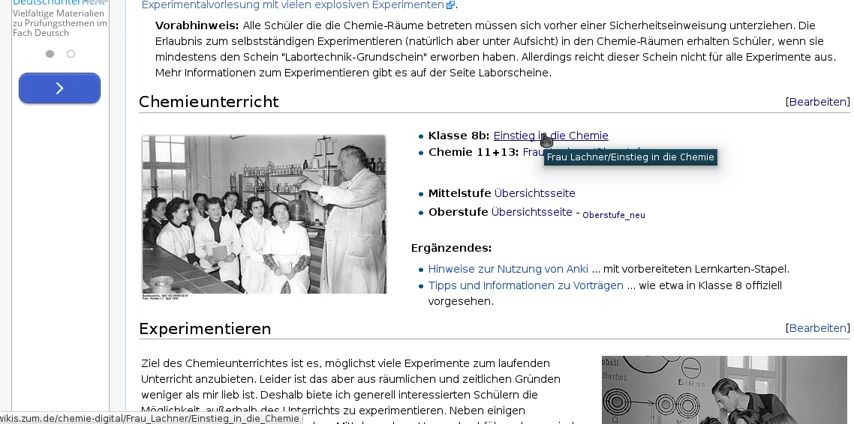 Deutschunterricht
Vielfältige Materialien
zu Prüfungsthemen im
Fach Deutsch
Experimentalvorlesung mit vielen explosiven Experimenten.
Vorabhinweis: Alle Schüler die die Chemie-Räume betreten müssen sich vorher einer Sicherheitseinweisung unterziehen. Die
Erlaubnis zum selbstständigen Experimentieren (natürlich aber unter Aufsicht) in den Chemie-Räumen erhalten Schüler, wenn sie
mindestens den Schein "Labortechnik-Grundschein" erworben haben. Allerdings reicht dieser Schein nicht für alle Experimente aus.
Mehr Informationen zum Experimentieren gibt es auf der Seite Laborscheine.
Chemieunterricht [Bearbeiten]
• Klasse 8b: Einstieg in die Chemie
• Chemie 11+13: Frau
Frau Lachner/Einstieg in die Chemie
• Mittelstufe Übersichtsseite
• Oberstufe Übersichtsseite - Oberstufe_neu
Ergänzendes:
• Hinweise zur Nutzung von Anki ... mit vorbereiteten Lernkarten-Stapel.
• Tipps und Informationen zu Vorträgen ... wie etwa in Klasse 8 offiziell
vorgesehen.
Experimentieren [Bearbeiten]
Ziel des Chemieunterrichtes ist es, möglichst viele Experimente zum laufenden
Unterricht anzubieten. Leider ist das aber aus räumlichen und zeitlichen Gründen
weniger als mir lieb ist. Deshalb biete ich generell interessierten Schülern die
Möglichkeit, außerhalb des Unterrichts zu experimentieren. Neben einigen
wikis.zum.de/chemie-digital/Frau_Lachner/Einstieg_in_die_Chemie